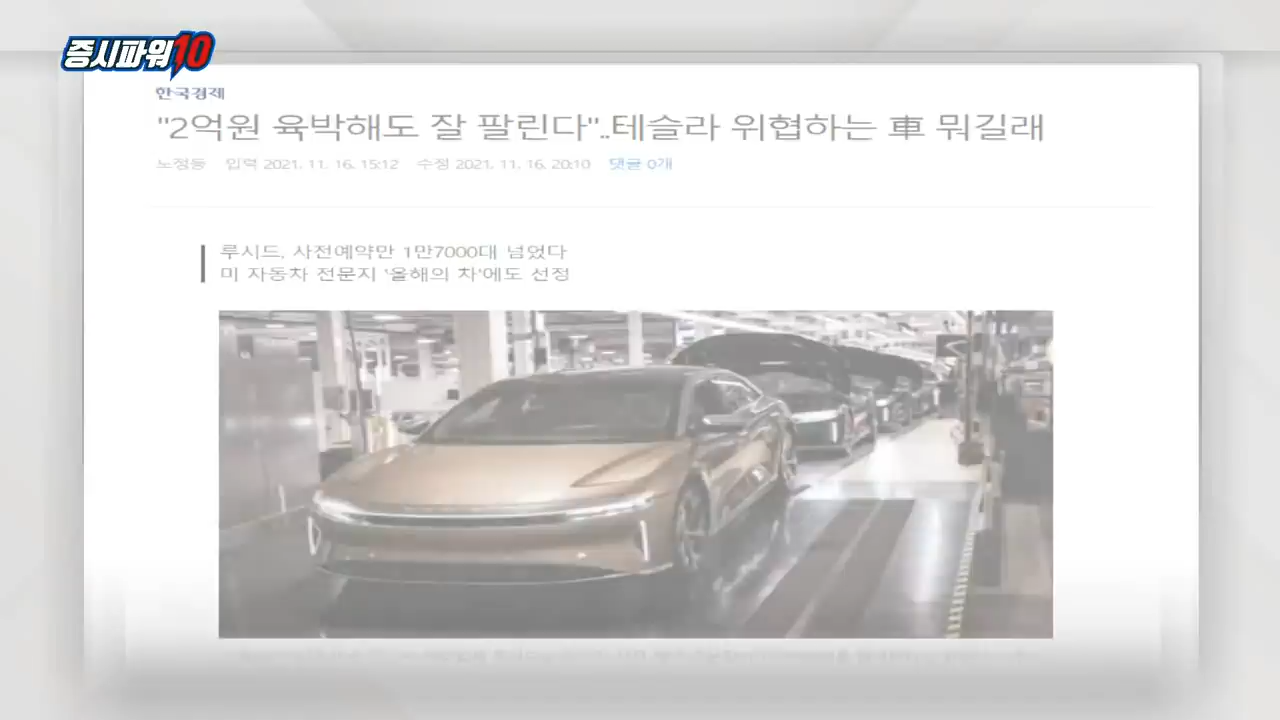 증시파워10
한국경제
"2억원 육박해도 잘 팔린다"..테슬라 위협하는 車 뭐길래
노정동 입력 2021. 11. 16. 15:12 수정 2021. 11. 16. 20:10 댓글 0개
루시드, 사전예약만 1만7000대 넘었다
미 자동차 전문지 '올해의 차'에도 선정